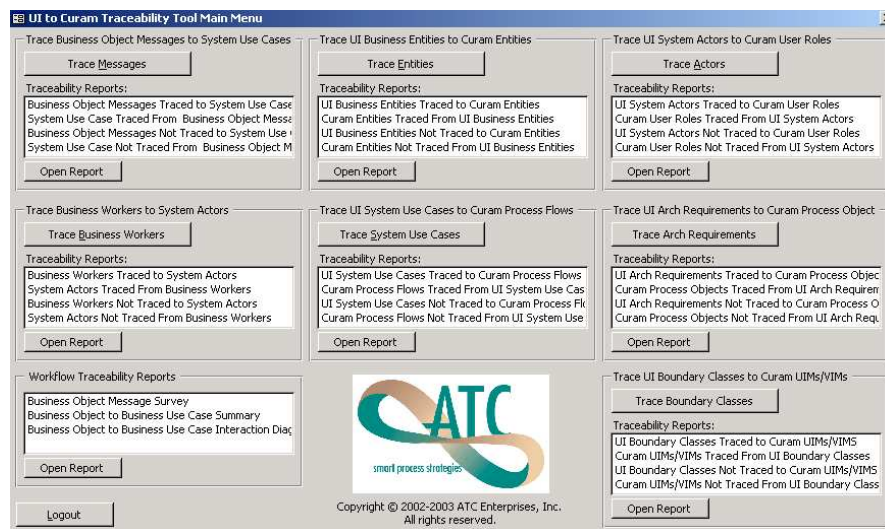 UI to Curam Traceability Tool Main Menu
Trace Business Object Messages to System Use Cases
Trace Messages
Traceability Reports:
Business Object Messages Traced to System Use Case
System Use Case Traced From Business Object Messa
Business Object Messages Not Traced to System Use
System Use Case Not Traced From Business Object M
Open Report
Trace UI Business Entities to Curam Entities
Trace Entities
Traceability Reports:
UI Business Entities Traced to Curam Entities
Curam Entities Traced From UI Business Entities
UI Business Entities Not Traced to Curam Entities
Curam Entities Not Traced From UI Business Entities
Open Report
Trace UI System Actors to Curam User Roles
Trace Actors
Traceability Reports:
UI System Actors Traced to Curam User Roles
Curam User Roles Traced From UI System Actors
UI System Actors Not Traced to Curam User Roles
Curam User Roles Not Traced From UI System Actors
Open Report
Trace Business Workers to System Actors
Trace Business Workers
Traceability Reports:
Business Workers Traced to System Actors
System Actors Traced From Business Workers
Business Workers Not Traced to System Actors
System Actors Not Traced From Business Workers
Open Report
Trace UI System Use Cases to Curam Process Flows
Trace System Use Cases
Traceability Reports:
UI System Use Cases Traced to Curam Process Flows
Curam Process Flows Traced From UI System Use Cas
UI System Use Cases Not Traced to Curam Process Flo
Curam Process Flows Not Traced From UI System Use
Open Report
Trace UI Arch Requirements to Curam Process Object
Trace Arch Requirements
Traceability Reports:
UI Arch Requirements Traced to Curam Process Objec
Curam Process Objects Traced From UI Arch Requirem
UI Arch Requirements Not Traced to Curam Process O
Curam Process Objects Not Traced From UI Arch Requ
Open Report
Workflow Traceability Reports
Business Object Message Survey
Business Object to Business Use Case Summary
Business Object to Business Use Case Interaction Diag
Open Report
Logout
ATC
smart process strategies
Copyright © 2002-2003 ATC Enterprises, Inc.
All rights reserved.
Trace UI Boundary Classes to Curam UIMs/VIMs
Trace Boundary Classes
Traceability Reports:
UI Boundary Classes Traced to Curam UIMs/VIMS
Curam UIMs/VIMs Traced From UI Boundary Classes
UI Boundary Classes Not Traced to Curam UIMs/VIMS
Curam UIMs/VIMs Not Traced From UI Boundary Class
Open Report